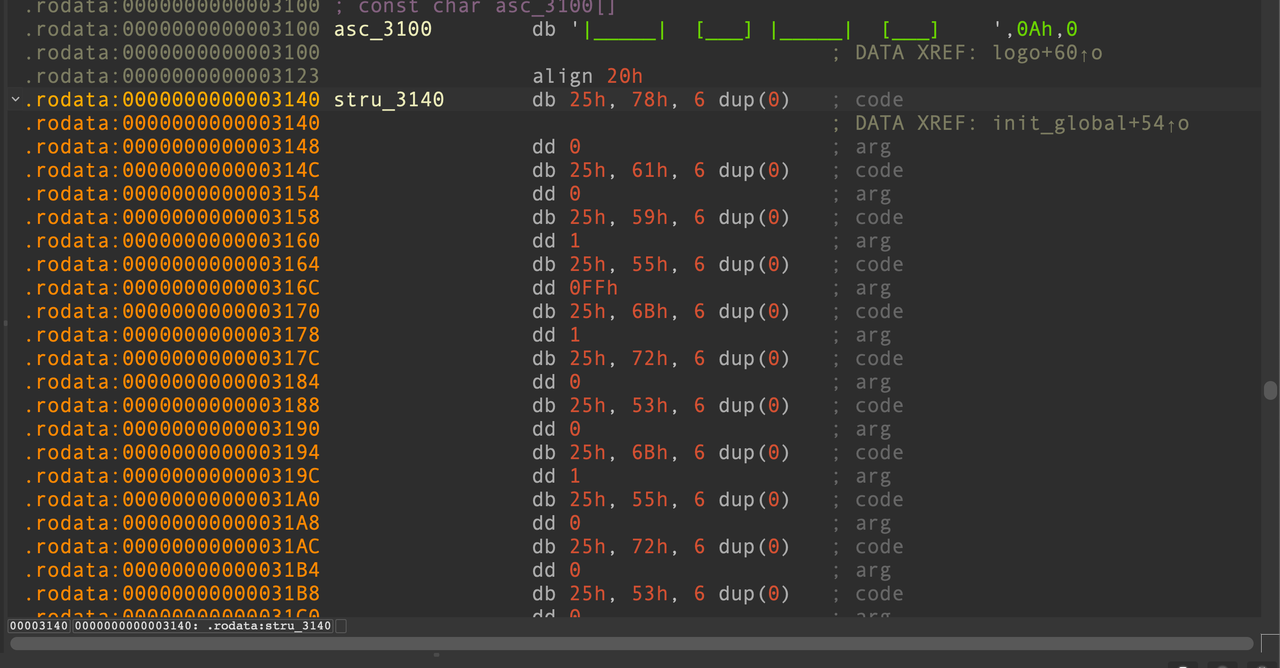 .rodata:0000000000003100 ; const char asc_3100[]
.rodata:0000000000003100 asc_3100 db '|______| [___] |______| [___] ',0Ah,0
.rodata:0000000000003100 ; DATA XREF: logo+60↑o
.rodata:0000000000003123 align 20h
.rodata:0000000000003140 stru_3140 db 25h, 78h, 6 dup(0) ; code
.rodata:0000000000003140 ; DATA XREF: init_global+54↑o
.rodata:0000000000003148 dd 0 ; arg
.rodata:000000000000314C db 25h, 61h, 6 dup(0) ; code
.rodata:0000000000003154 dd 0 ; arg
.rodata:0000000000003158 db 25h, 59h, 6 dup(0) ; code
.rodata:0000000000003160 dd 1 ; arg
.rodata:0000000000003164 db 25h, 55h, 6 dup(0) ; code
.rodata:000000000000316C dd 0FFh ; arg
.rodata:0000000000003170 db 25h, 6Bh, 6 dup(0) ; code
.rodata:0000000000003178 dd 1 ; arg
.rodata:000000000000317C db 25h, 72h, 6 dup(0) ; code
.rodata:0000000000003184 dd 0 ; arg
.rodata:0000000000003188 db 25h, 53h, 6 dup(0) ; code
.rodata:0000000000003190 dd 0 ; arg
.rodata:0000000000003194 db 25h, 6Bh, 6 dup(0) ; code
.rodata:000000000000319C dd 1 ; arg
.rodata:00000000000031A0 db 25h, 55h, 6 dup(0) ; code
.rodata:00000000000031A8 dd 0 ; arg
.rodata:00000000000031AC db 25h, 72h, 6 dup(0) ; code
.rodata:00000000000031B4 dd 0 ; arg
.rodata:00000000000031B8 db 25h, 53h, 6 dup(0) ; code
.rodata:00000000000031C0 dd 0 ; arg
00003140 0000000000003140: .rodata:stru_3140